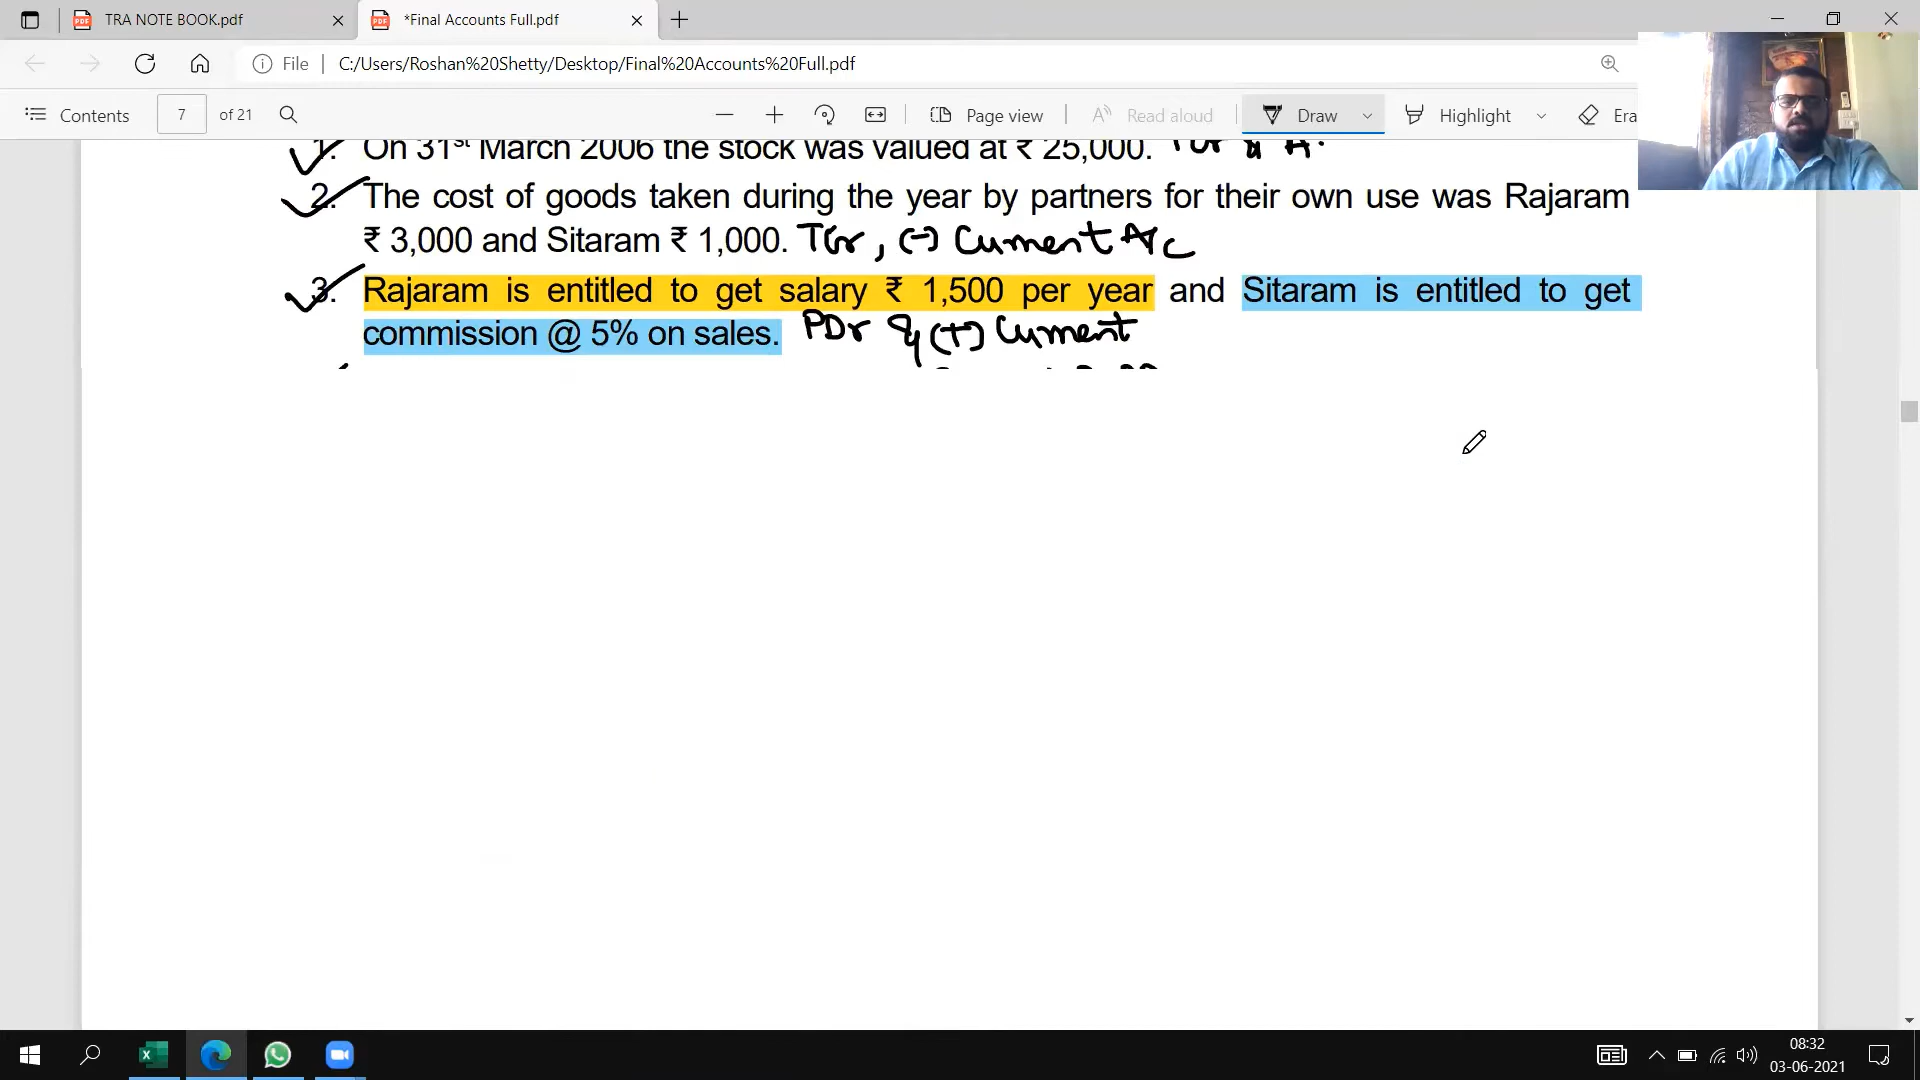 TRA NOTE BOOK.pdf
*Final Accounts Full.pdf
File
C:/Users/Roshan%20Shetty/Desktop/Final%20Accounts%20Full.pdf
Contents
7
of 21
Page view
Read aloud
Draw
Highlight
Era
1. On 31st March 2006 the stock was valued at ₹ 25,000.
2. The cost of goods taken during the year by partners for their own use was Rajaram
₹ 3,000 and Sitaram ₹ 1,000. TCr, (-) Current A/c
3. Rajaram is entitled to get salary ₹ 1,500 per year and Sitaram is entitled to get
commission @ 5% on sales. PDr & (+) Current
08:32
03-06-2021